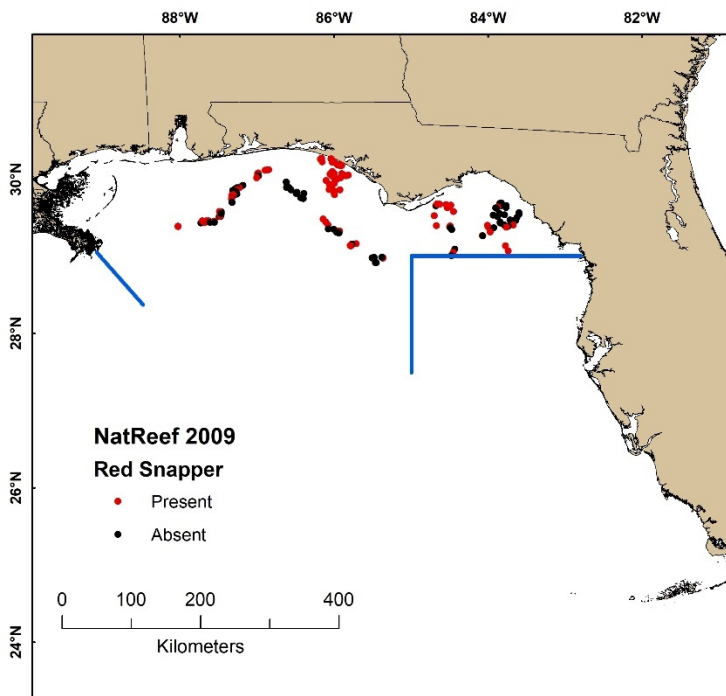 88°W 86°W 84°W 82°W
30°N
28°N
NatReef 2009
Red Snapper
Present
Absent
26°N
0 100 200 400
Kilometers
24°N